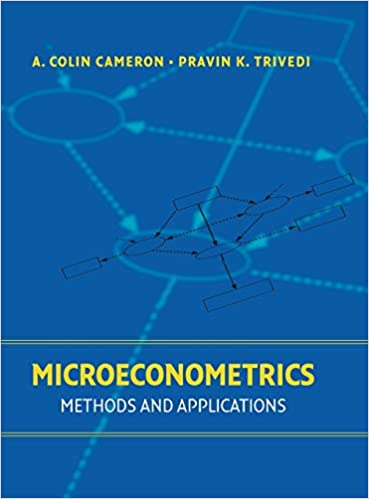 A. COLIN CAMERON • PRAVIN K. TRIVEDI
MICROECONOMETRICS
METHODS AND APPLICATIONS